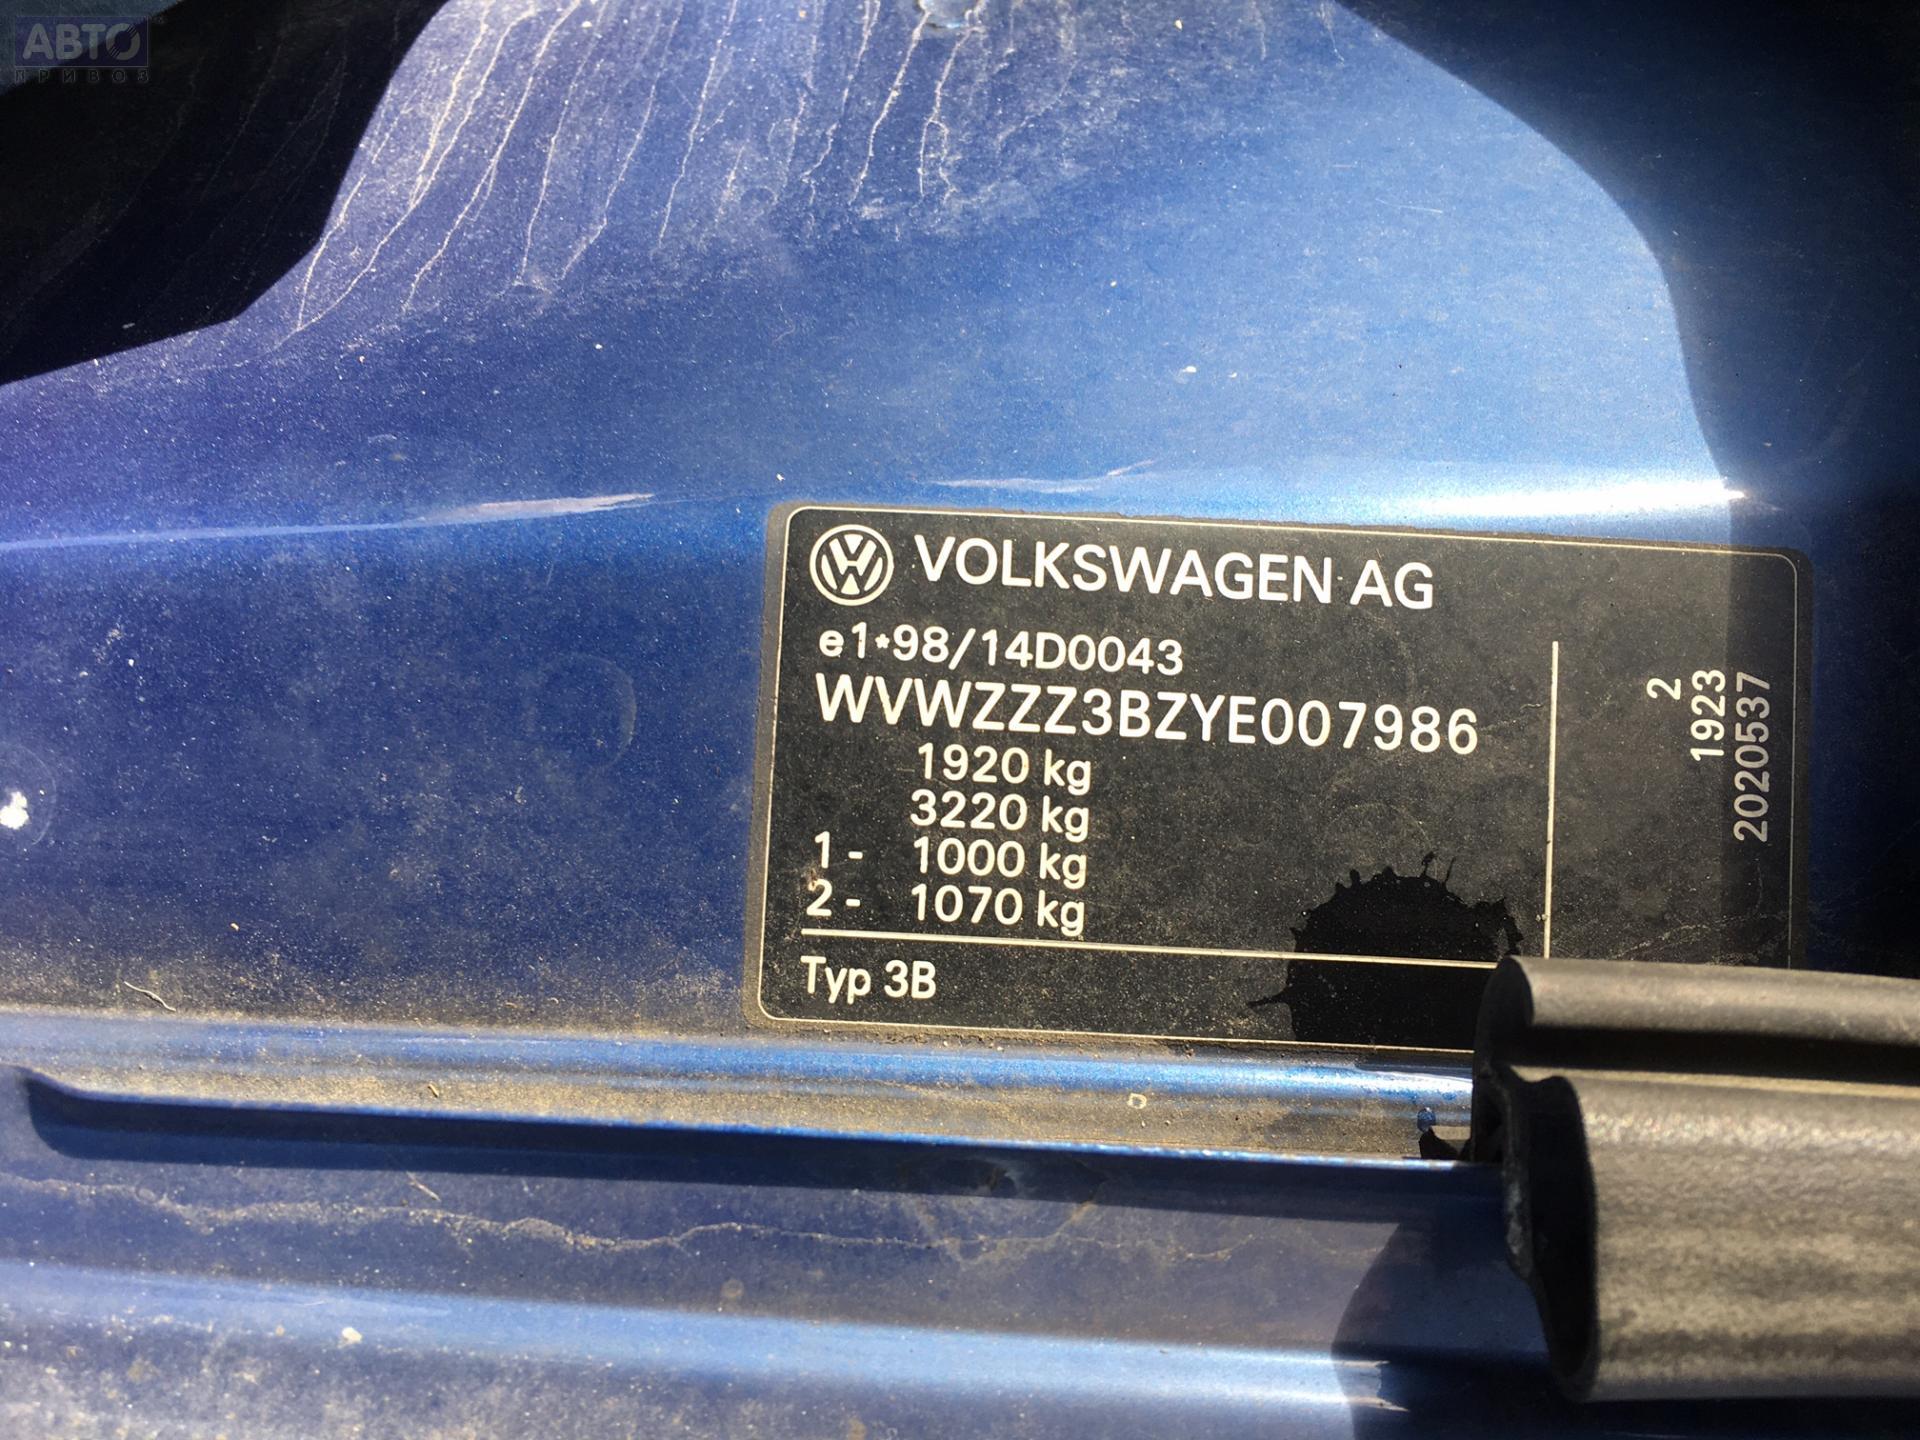 АВТО
ПРИВОЗ
VOLKSWAGEN AG
e1*98/14D0043
WVWZZZ3BZYE007986
1920 kg
3220 kg
1- 1000 kg
2- 1070 kg
Typ 3B
2
1923
2020537